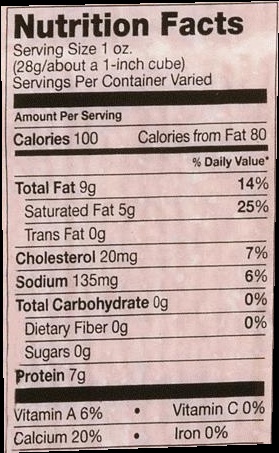 Nutrition Facts
Serving Size 1 oz.
(28g/about a 1-inch cube)
Servings Per Container Varied
Amount Per Serving
Calories 100 Calories from Fat 80
% Daily Value*
Total Fat 9g 14%
Saturated Fat 5g 25%
Trans Fat 0g
Cholesterol 20mg 7%
Sodium 135mg 6%
Total Carbohydrate 0g 0%
Dietary Fiber 0g 0%
Sugars 0g
Protein 7g
Vitamin A 6% • Vitamin C 0%
Calcium 20% • Iron 0%